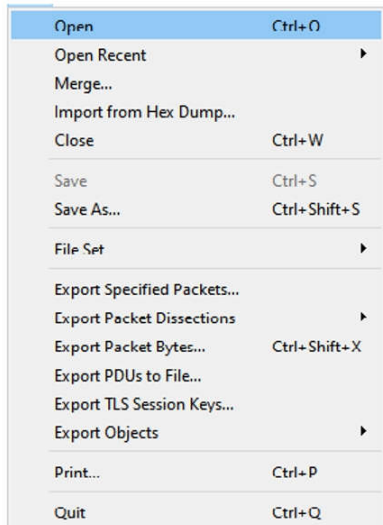 Open Ctrl+O
Open Recent
Merge...
Import from Hex Dump...
Close Ctrl+W
Save Ctrl+S
Save As... Ctrl+Shift+S
File Set
Export Specified Packets...
Export Packet Dissections
Export Packet Bytes... Ctrl+Shift+X
Export PDUs to File...
Export TLS Session Keys...
Export Objects
Print... Ctrl+P
Quit Ctrl+Q